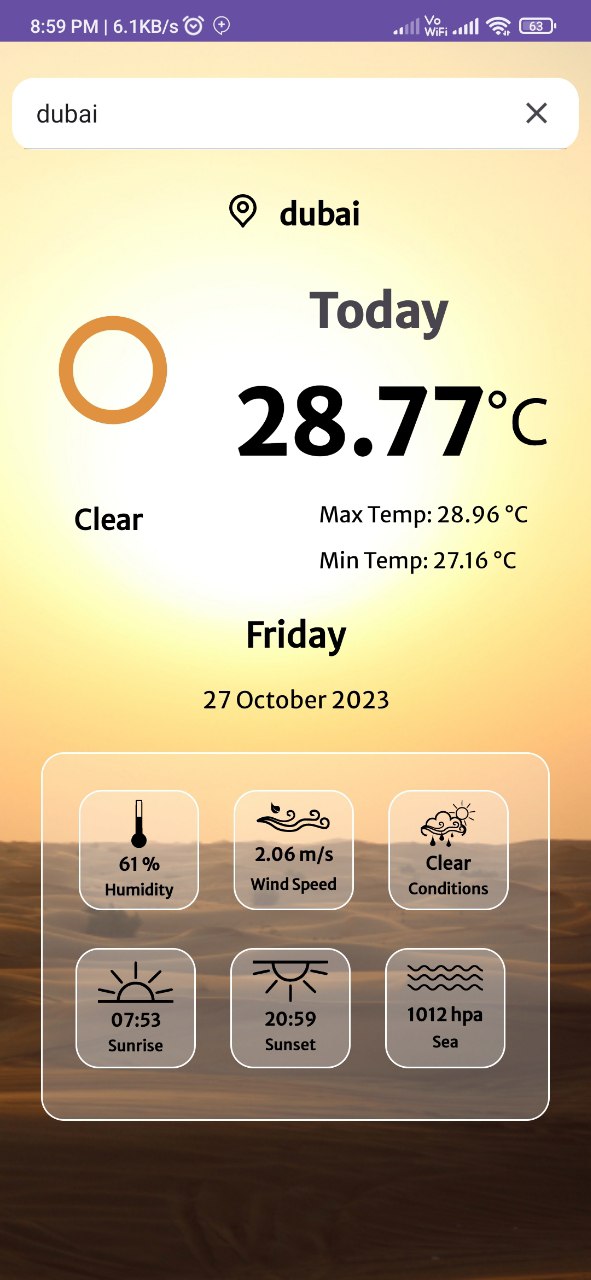 8:59 PM | 6.1KB/s
Vo
WiFi
63
dubai
dubai
Today
28.77°C
Clear
Max Temp: 28.96 °C
Min Temp: 27.16 °C
Friday
27 October 2023
61 %
Humidity
2.06 m/s
Wind Speed
Clear
Conditions
07:53
Sunrise
20:59
Sunset
1012 hpa
Sea